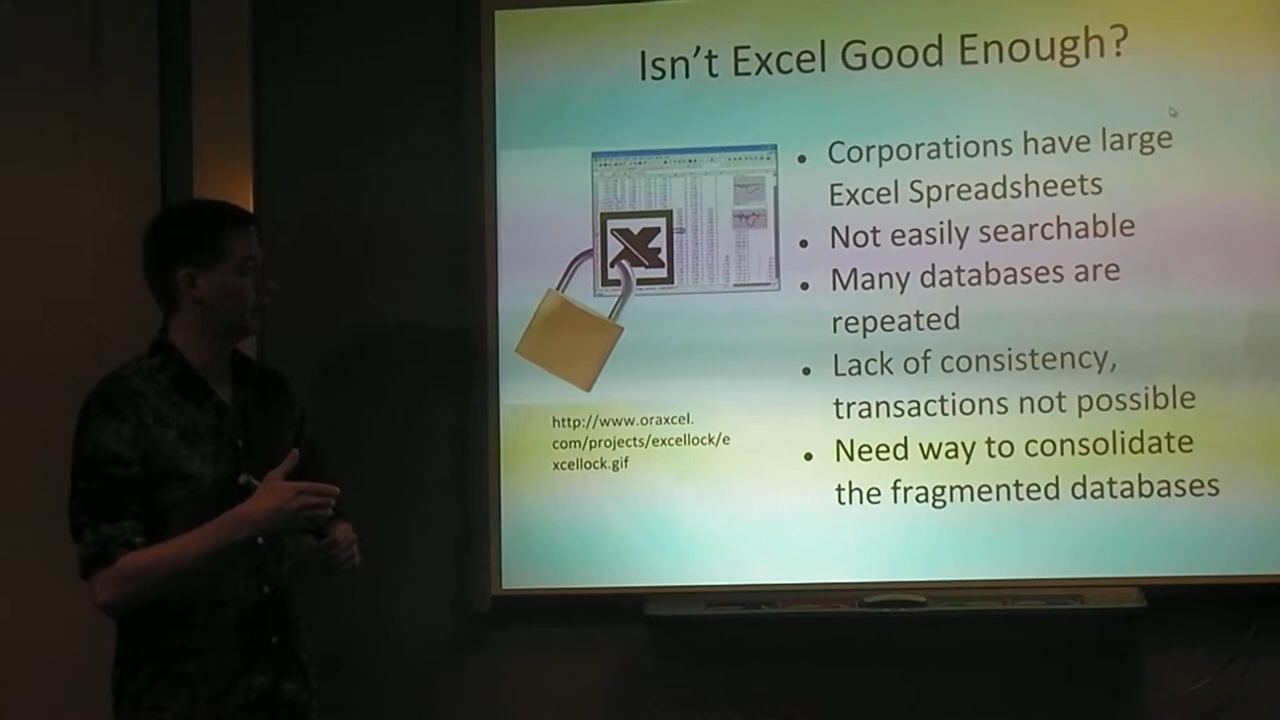 Isn't Excel Good Enough?
• Corporations have large
Excel Spreadsheets
• Not easily searchable
• Many databases are
repeated
• Lack of consistency,
transactions not possible
• Need way to consolidate
the fragmented databases
http://www.oraxcel.
com/projects/excellock/e
xcellock.gif